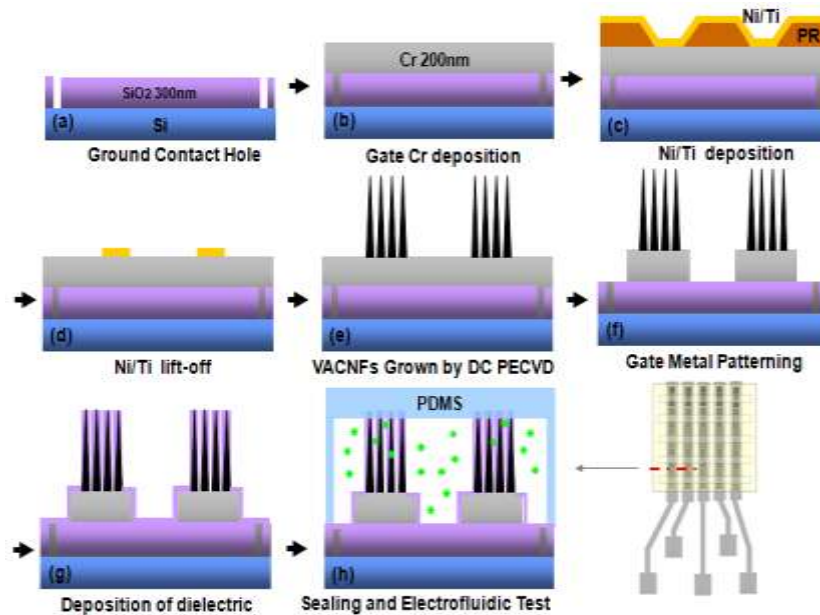 SiO2 300nm
(a)
Si
Ground Contact Hole
Cr 200nm
(b)
Gate Cr deposition
Ni/Ti
PR
(c)
Ni/Ti deposition
(d)
Ni/Ti lift-off
(e)
VACNFs Grown by DC PECVD
(f)
Gate Metal Patterning
(g)
Deposition of dielectric
PDMS
(h)
Sealing and Electrofluidic Test